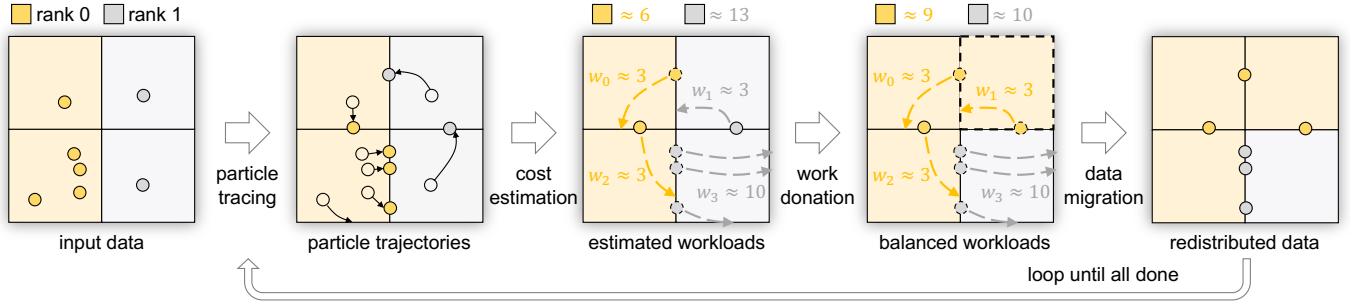 rank 0 rank 1
≈ 6 ≈ 13
≈ 9 ≈ 10
w₀ ≈ 3
w₁ ≈ 3
w₂ ≈ 3
w₃ ≈ 10
w₀ ≈ 3
w₁ ≈ 3
w₂ ≈ 3
w₃ ≈ 10
particle
tracing
cost
estimation
work
donation
data
migration
input data
particle trajectories
estimated workloads
balanced workloads
redistributed data
loop until all done